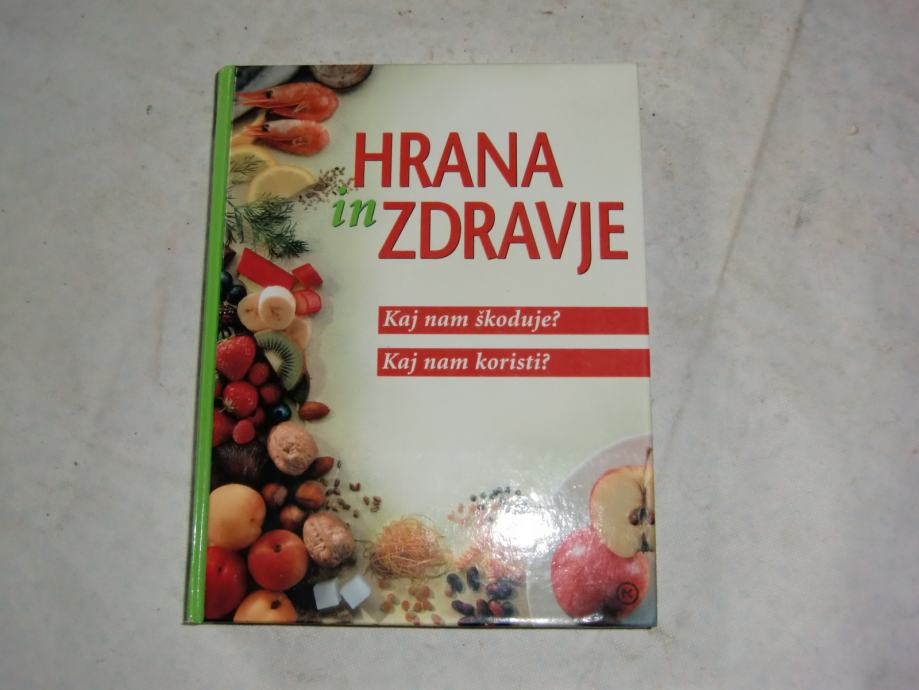 HRANA
in ZDRAVJE
Kaj nam škoduje?
Kaj nam koristi?